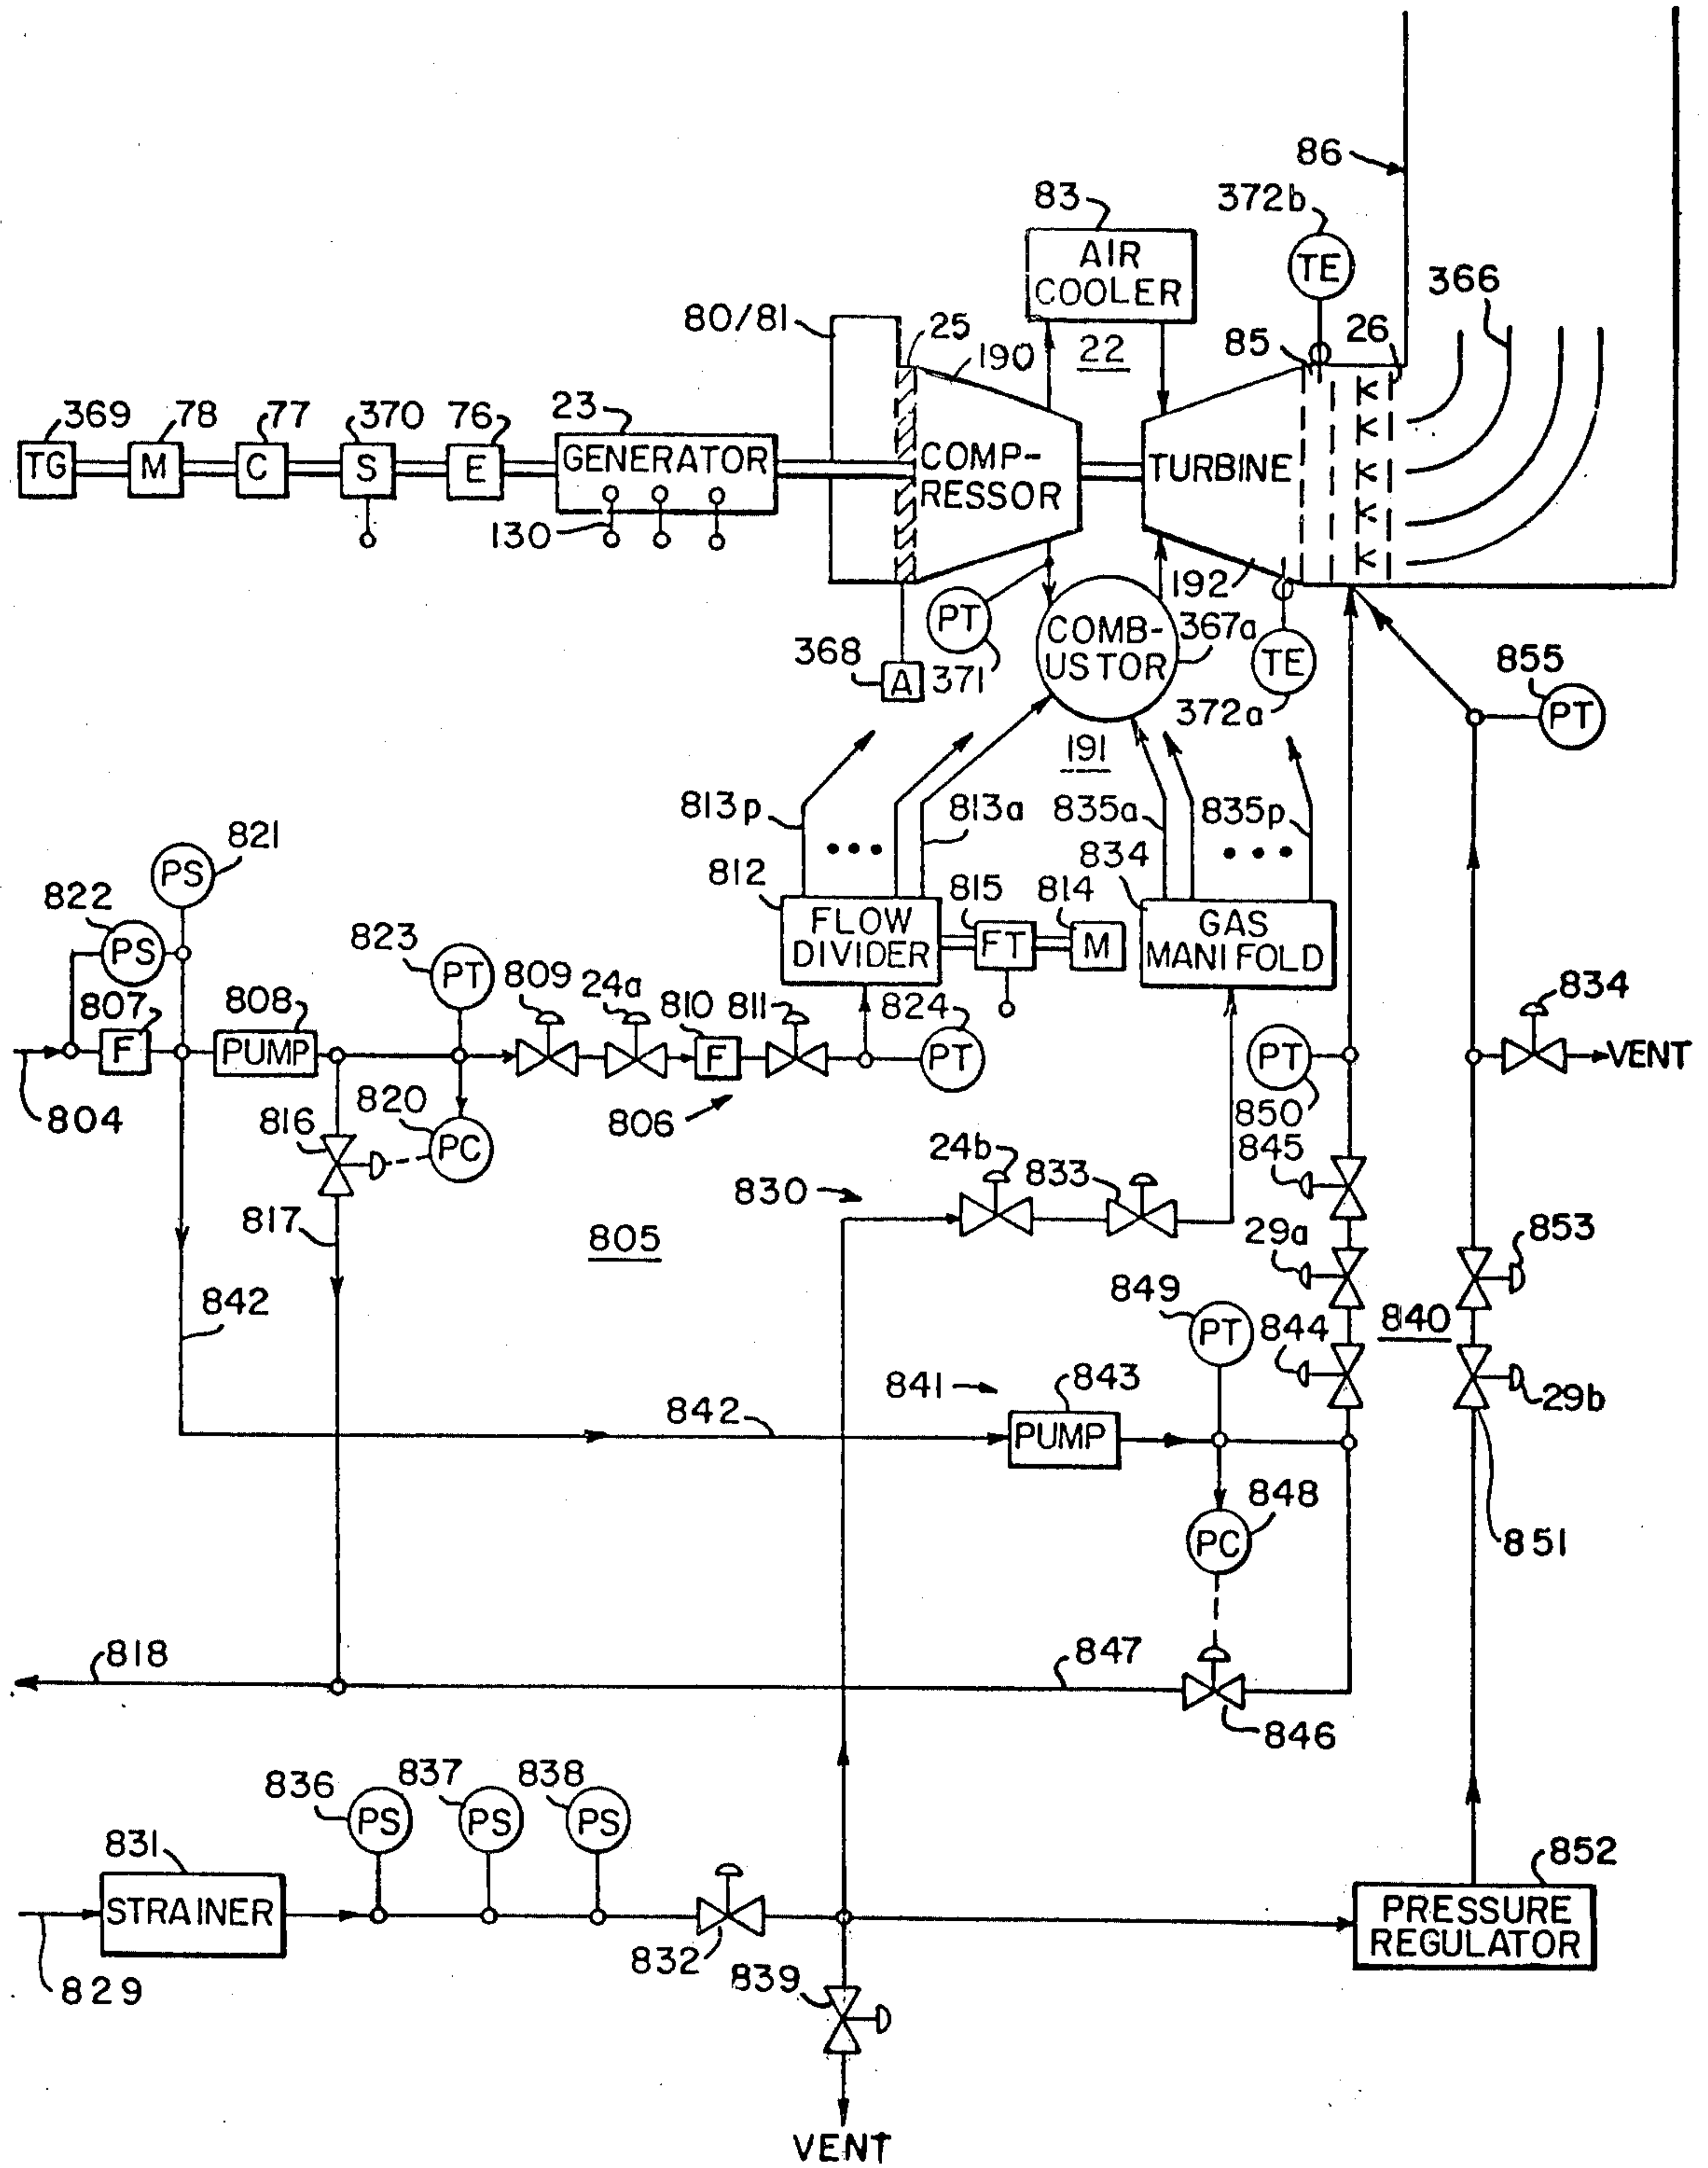 86
83
372b
TE
AIR
COOLER
366
80/81
25
190
22
85
26
369
78
77
370
76
23
TG
M
C
S
E
GENERATOR
COMP-
RESSOR
TURBINE
130
192
PT
371
368
A
COMB-
USTOR
367a
TE
372a
855
PT
191
813p
813a
835a
835p
821
PS
822
PS
812
815
814
834
FLOW
DIVIDER
FT
M
GAS
MANIFOLD
823
PT
809
24a
810
811
824
PT
834
VENT
807
F
808
PUMP
F
PT
850
804
816
820
PC
806
24b
833
845
830
817
805
29a
853
842
849
PT
844
840
841
843
29b
842
PUMP
848
PC
851
818
847
846
836
837
838
PS
PS
PS
831
STRAINER
852
PRESSURE
REGULATOR
832
829
839
VENT